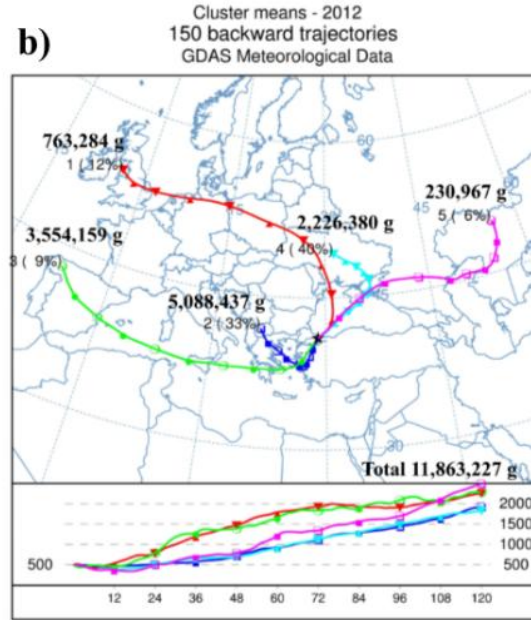 Cluster means - 2012
b)
150 backward trajectories
GDAS Meteorological Data
763,284 g
1 ( 12%)
60
230,967 g
45
5 ( 6%)
2,226,380 g
4 ( 40%)
3,554,159 g
3 ( 9%)
5,088,437 g
2 ( 33%)
30
Total 11,863,227 g
2000
1500
1000
500
500
12 24 36 48 60 72 84 96 108 120